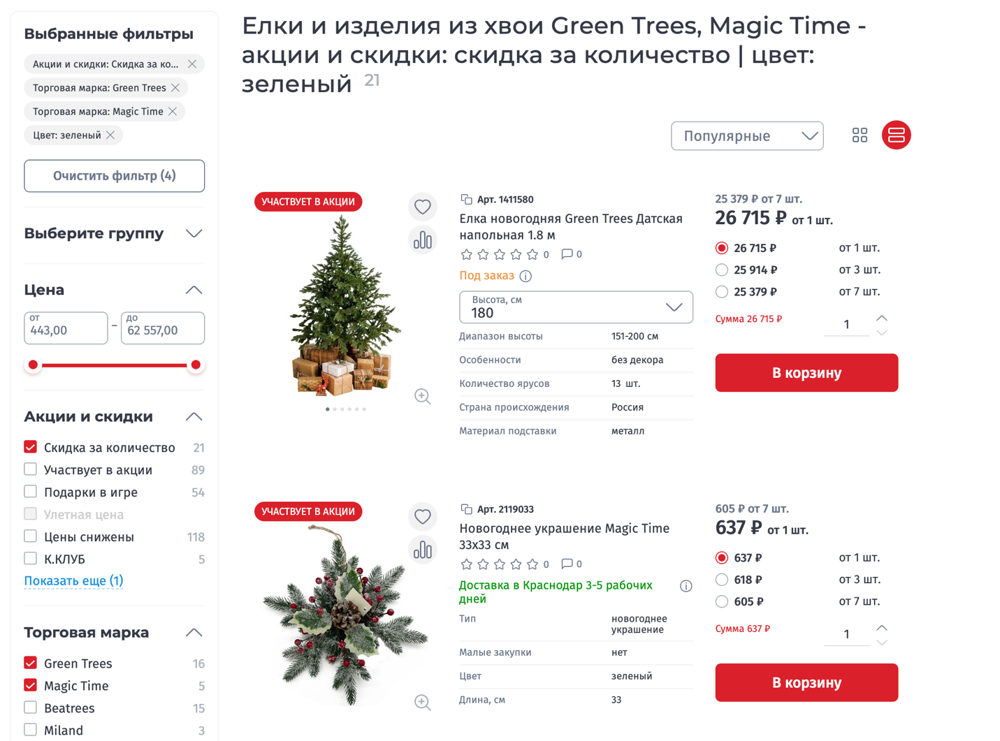 Выбранные фильтры
Акции и скидки: Скидка за ко...
Торговая марка: Green Trees
Торговая марка: Magic Time
Цвет: зеленый
Очистить фильтр (4)
Выберите группу
Цена
от
443,00
–
до
62 557,00
Акции и скидки
Скидка за количество 21
Участвует в акции 89
Подарки в игре 54
Улетная цена
Цены снижены 118
К.КЛУБ 5
Показать еще (1)
Торговая марка
Green Trees 16
Magic Time 5
Beatrees 15
Miland 3
Елки и изделия из хвои Green Trees, Magic Time -
акции и скидки: скидка за количество | цвет:
зеленый 21
Популярные
УЧАСТВУЕТ В АКЦИИ
Арт. 1411580
Елка новогодняя Green Trees Датская
напольная 1.8 м
0 0
Под заказ
Высота, см
180
Диапазон высоты 151-200 см
Особенности без декора
Количество ярусов 13 шт.
Страна происхождения Россия
Материал подставки металл
25 379 ₽ от 7 шт.
26 715 ₽ от 1 шт.
26 715 ₽ от 1 шт.
25 914 ₽ от 3 шт.
25 379 ₽ от 7 шт.
Сумма 26 715 ₽ 1
В корзину
УЧАСТВУЕТ В АКЦИИ
Арт. 2119033
Новогоднее украшение Magic Time
33x33 см
0 0
Доставка в Краснодар 3-5 рабочих
дней
Тип новогоднее
украшение
Малые закупки нет
Цвет зеленый
Длина, см 33
605 ₽ от 7 шт.
637 ₽ от 1 шт.
637 ₽ от 1 шт.
618 ₽ от 3 шт.
605 ₽ от 7 шт.
Сумма 637 ₽ 1
В корзину